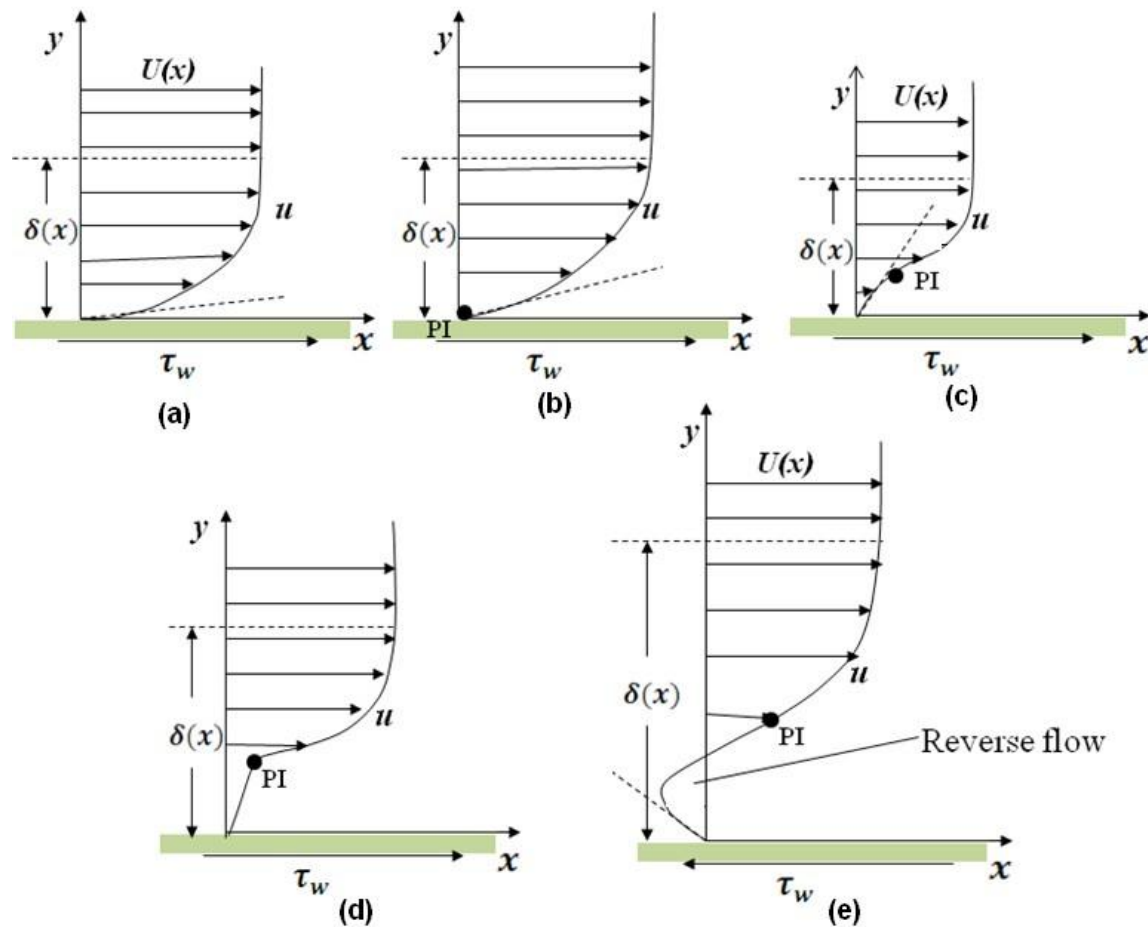 y
U(x)
δ(x)
u
x
τw
(a)
y
δ(x)
u
PI
x
τw
(b)
y
U(x)
δ(x)
u
PI
x
τw
(c)
y
δ(x)
u
PI
x
τw
(d)
y
U(x)
δ(x)
u
PI
Reverse flow
x
τw
(e)